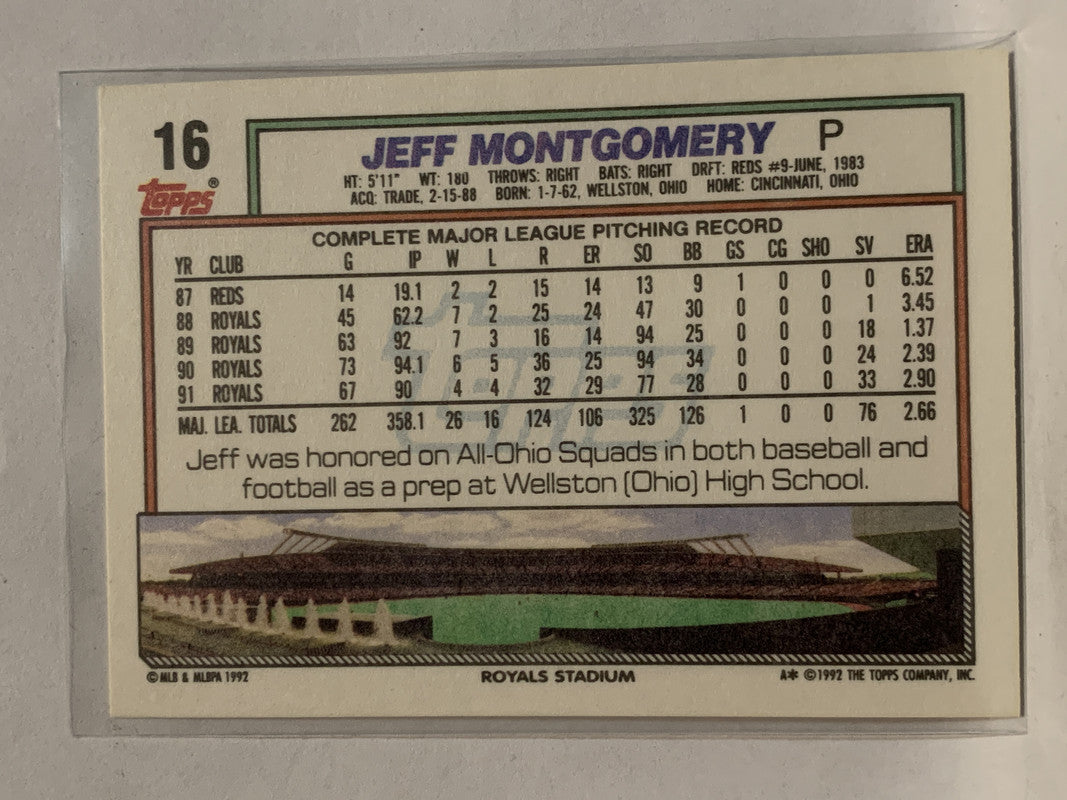 16
Topps®
JEFF MONTGOMERY P
HT: 5'11" WT: 180 THROWS: RIGHT BATS: RIGHT DRFT: REDS #9-JUNE, 1983
ACQ: TRADE, 2-15-88 BORN: 1-7-62, WELLSTON, OHIO HOME: CINCINNATI, OHIO
COMPLETE MAJOR LEAGUE PITCHING RECORD
YR CLUB G IP W L R ER SO BB GS CG SHO SV ERA
87 REDS 14 19.1 2 2 15 14 13 9 1 0 0 0 6.52
88 ROYALS 45 62.2 7 2 25 24 47 30 0 0 0 1 3.45
89 ROYALS 63 92 7 3 16 14 94 25 0 0 0 18 1.37
90 ROYALS 73 94.1 6 5 36 25 94 34 0 0 0 24 2.39
91 ROYALS 67 90 4 4 32 29 77 28 0 0 0 33 2.90
MAJ. LEA. TOTALS 262 358.1 26 16 124 106 325 126 1 0 0 76 2.66
Topps
Jeff was honored on All-Ohio Squads in both baseball and
football as a prep at Wellston (Ohio) High School.
©MLB & MLBPA 1992 ROYALS STADIUM A* ©1992 THE TOPPS COMPANY, INC.